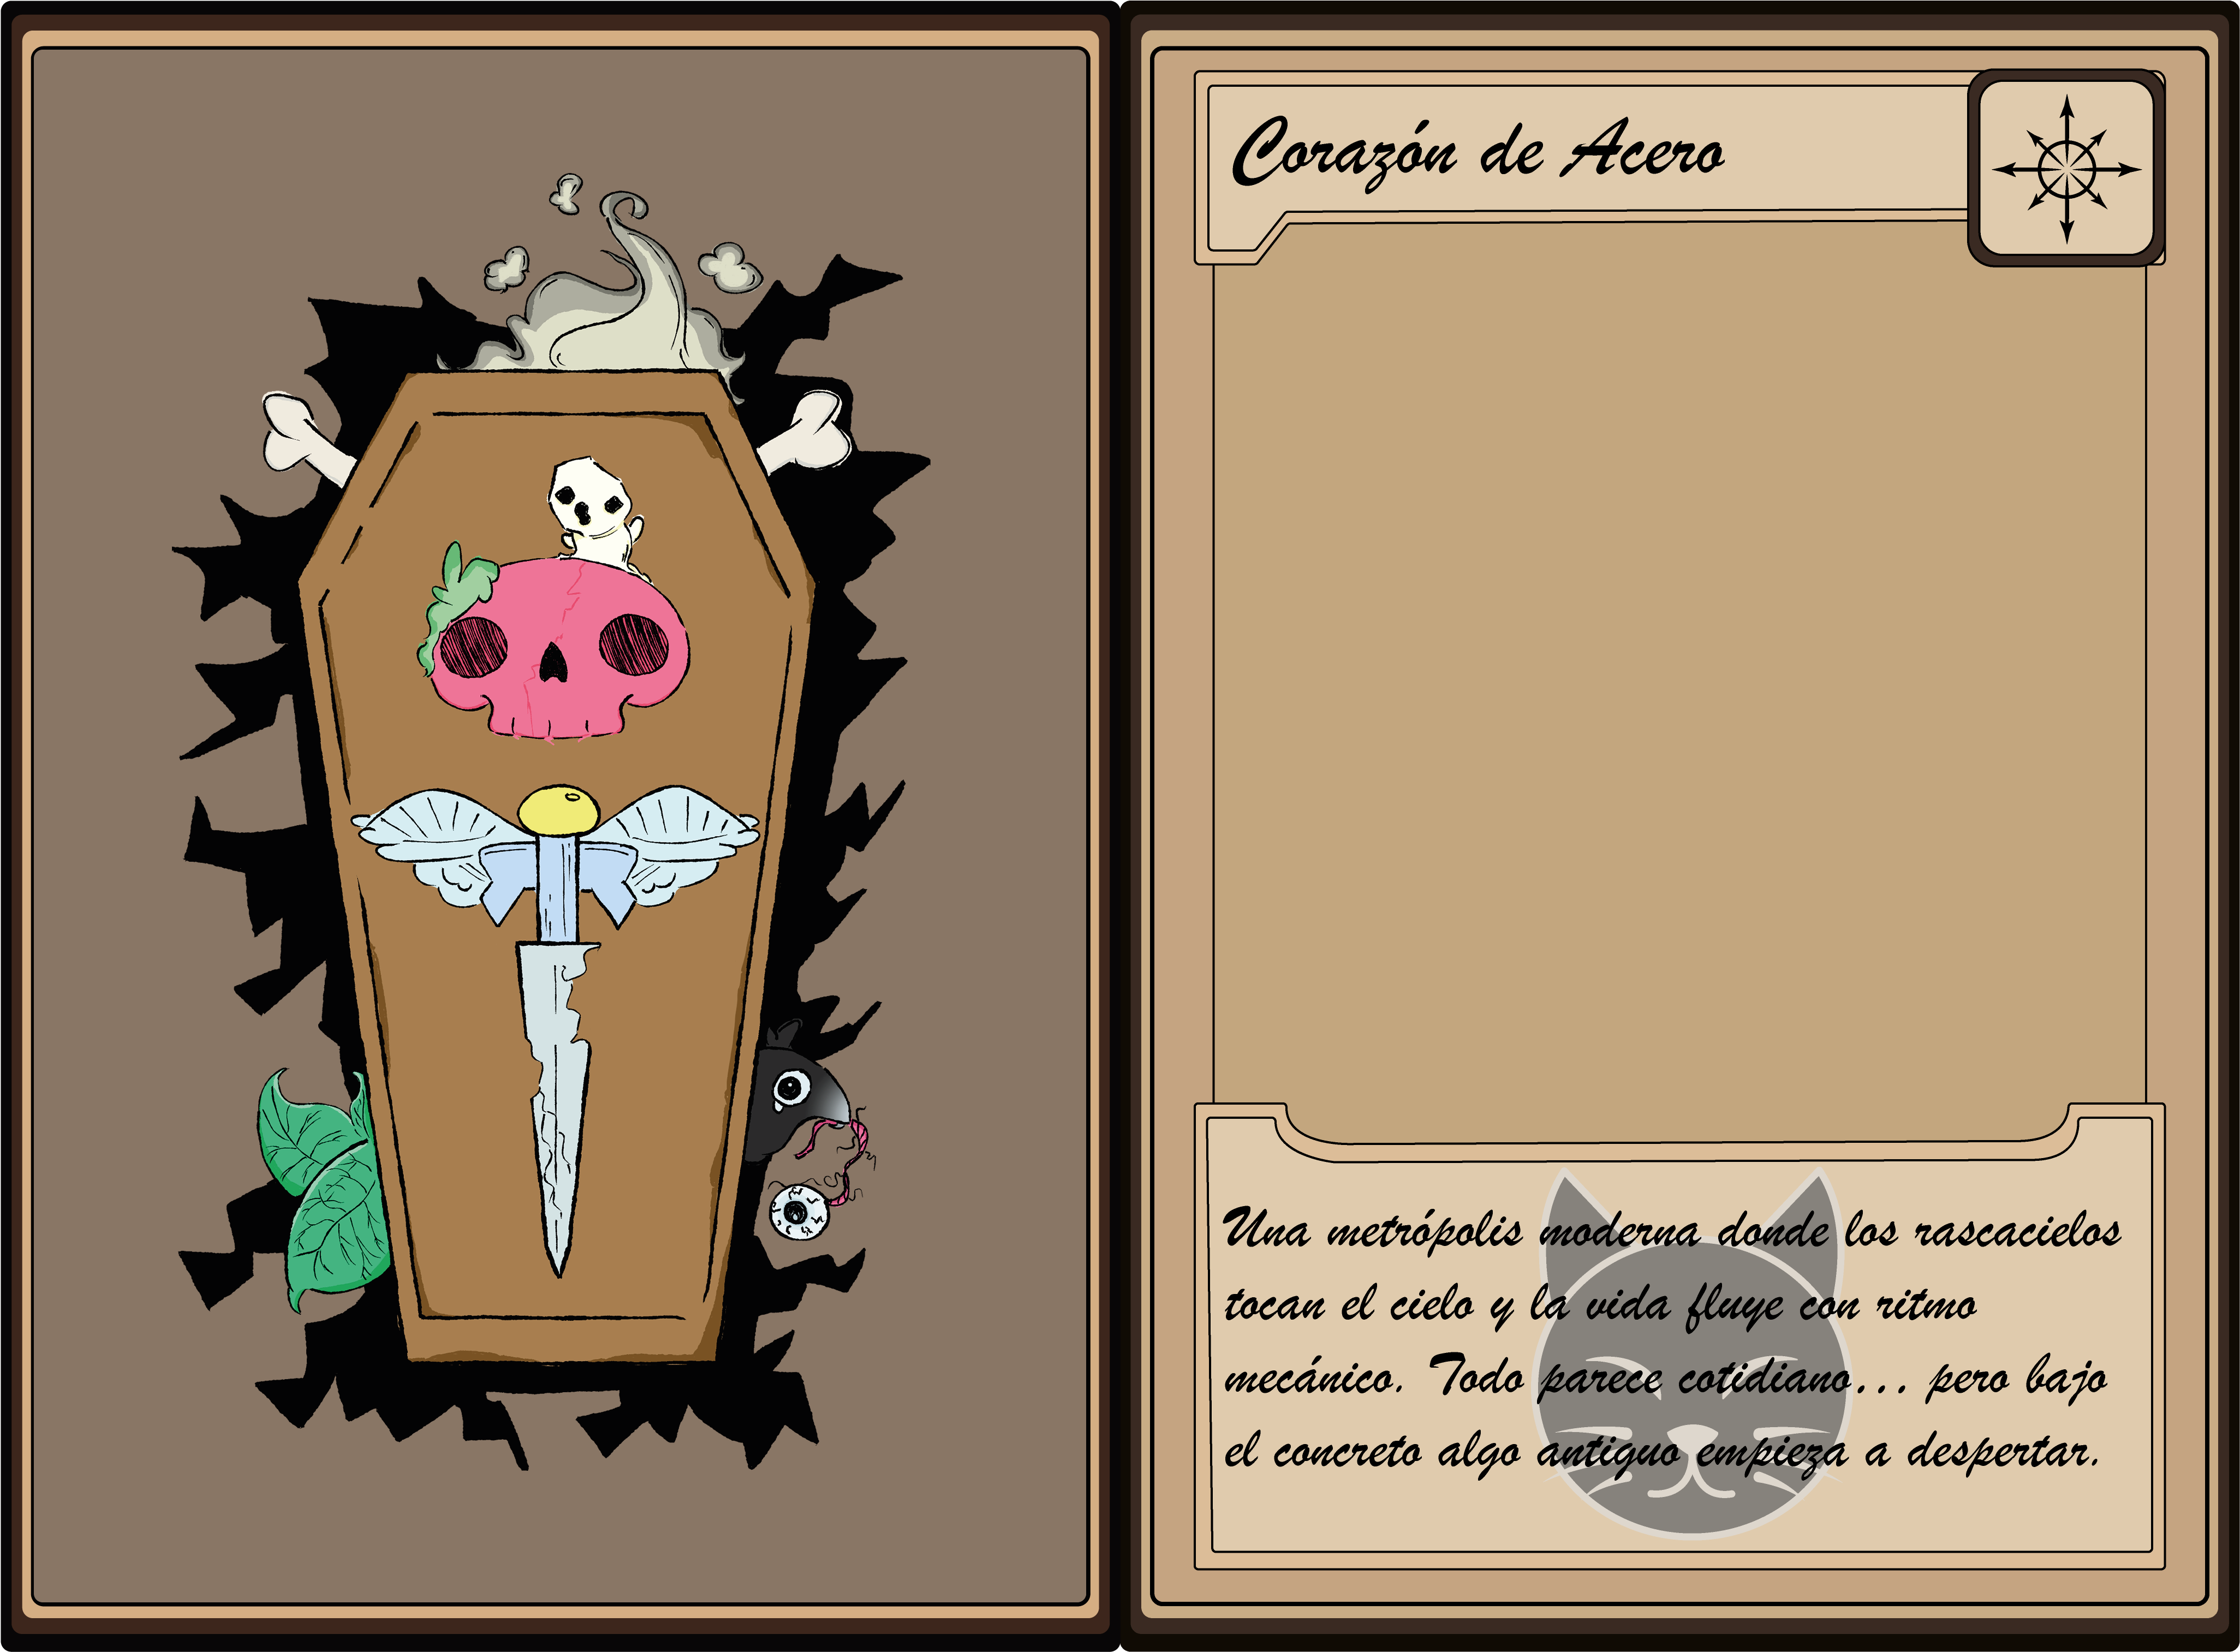 Corazón de Acero
Una metrópolis moderna donde los rascacielos
tocan el cielo y la vida fluye con ritmo
mecánico. Todo parece cotidiano... pero bajo
el concreto algo antiguo empieza a despertar.